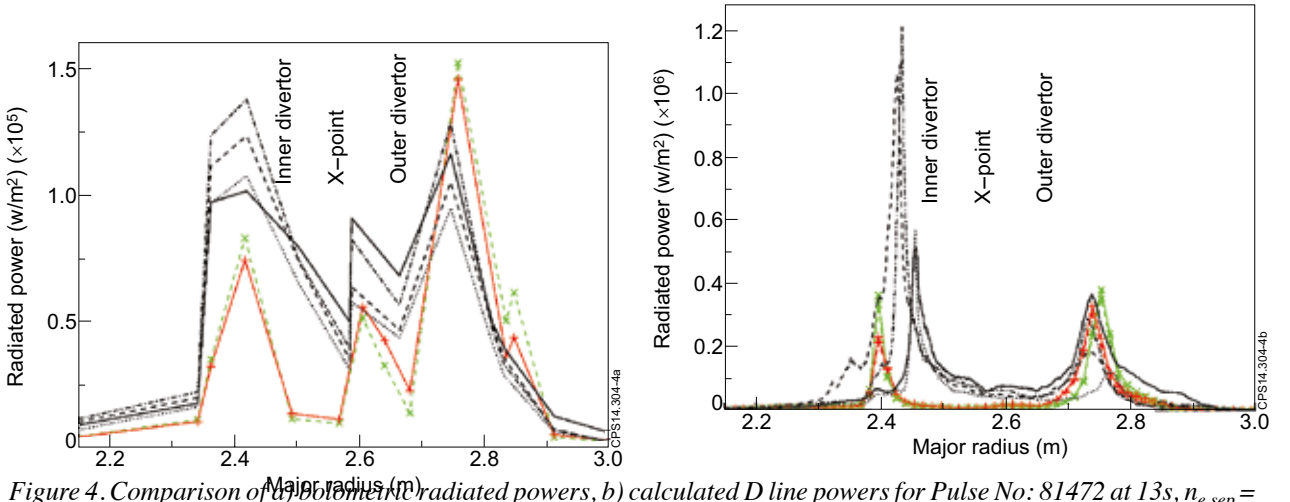 Radiated power (w/m2) (×105)
1.5
1.0
0.5
0
Inner divertor
X–point
Outer divertor
2.2 2.4 2.6 2.8 3.0
Major radius (m)
CPS14.304-4a
Radiated power (w/m2) (×106)
1.2
1.0
0.8
0.6
0.4
0.2
0
Inner divertor
X–point
Outer divertor
2.2 2.4 2.6 2.8 3.0
Major radius (m)
CPS14.304-4b
Figure 4. Comparison of a) bolometric radiated powers, b) calculated D line powers for Pulse No: 81472 at 13s, ne,sep =